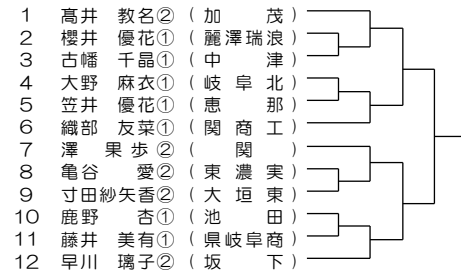 1 髙井 教名② ( 加 茂 )
2 櫻井 優花① ( 麗澤瑞浪 )
3 古幡 千晶① ( 中 津 )
4 大野 麻衣① ( 岐 阜 北 )
5 笠井 優花① ( 恵 那 )
6 織部 友菜① ( 関 商 工 )
7 澤 果歩② ( 関 )
8 亀谷 愛② ( 東 濃 実 )
9 寸田紗矢香② ( 大 垣 東 )
10 鹿野 杏① ( 池 田 )
11 藤井 美有① ( 県岐阜商 )
12 早川 璃子② ( 坂 下 )